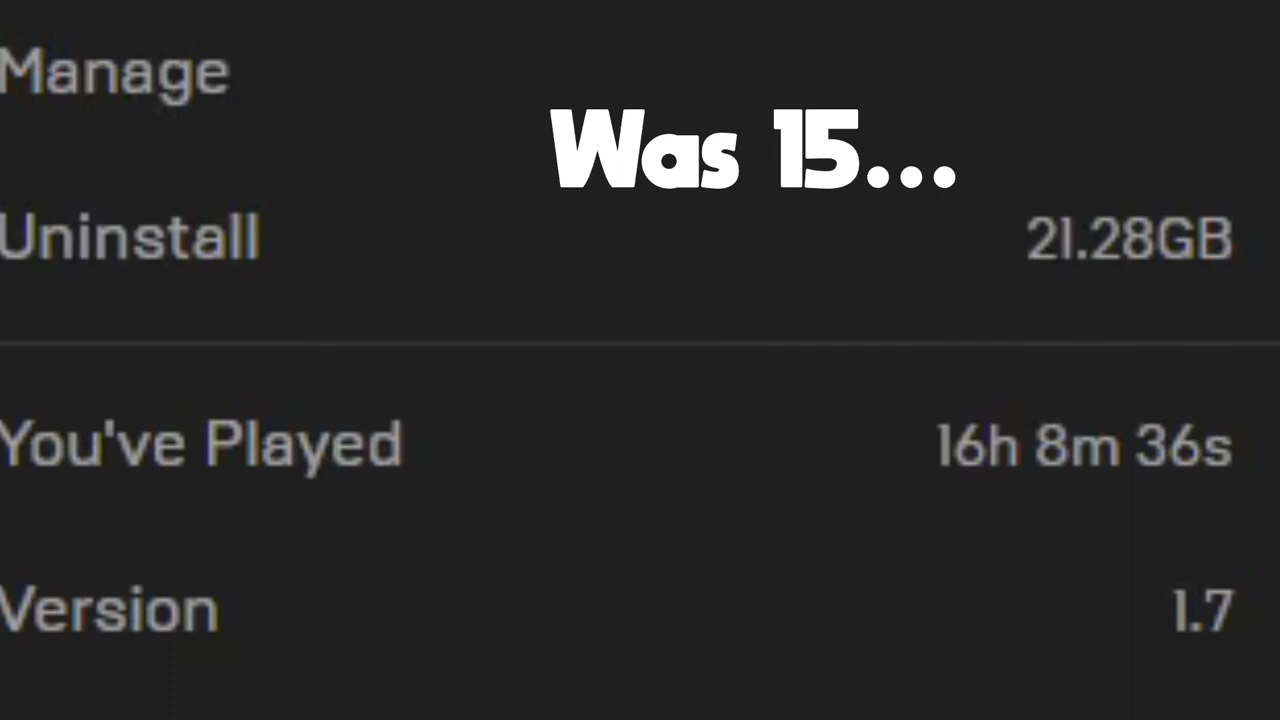 Manage
Was 15...
Uninstall 21.28GB
You've Played 16h 8m 36s
Version 1.7